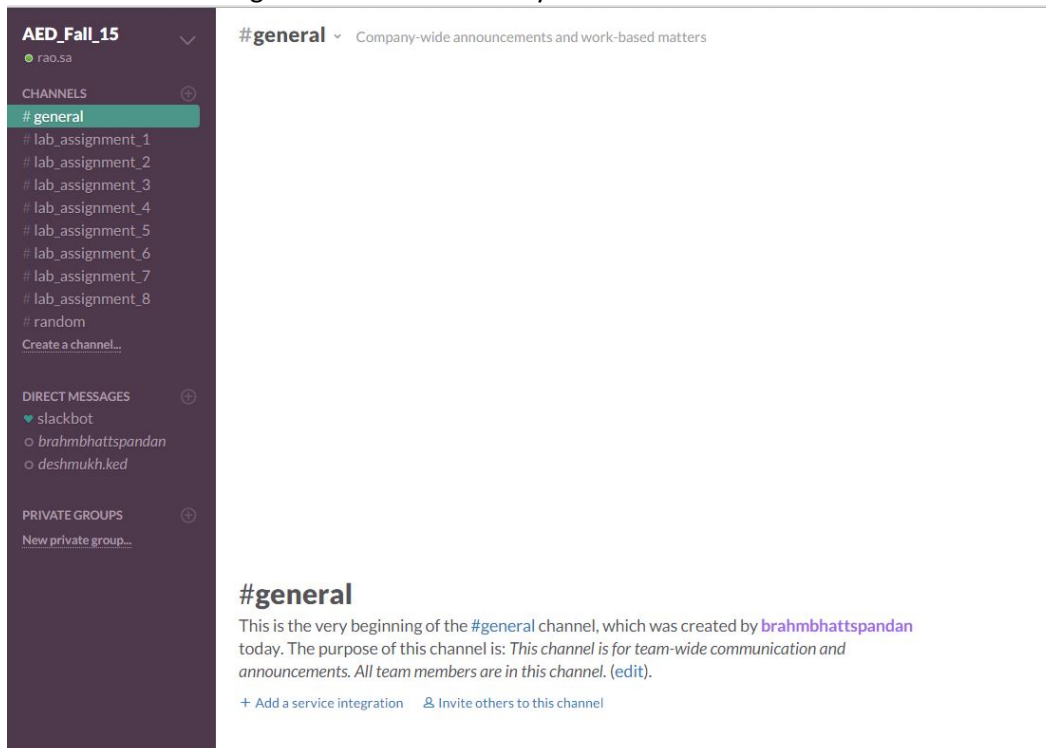 AED_Fall_15
rao.sa
CHANNELS
# general
# lab_assignment_1
# lab_assignment_2
# lab_assignment_3
# lab_assignment_4
# lab_assignment_5
# lab_assignment_6
# lab_assignment_7
# lab_assignment_8
# random
Create a channel...
DIRECT MESSAGES
slackbot
brahmbhattspandan
deshmukh.ked
PRIVATE GROUPS
New private group...
#general Company-wide announcements and work-based matters
#general
This is the very beginning of the #general channel, which was created by brahmbhattspandan
today. The purpose of this channel is: This channel is for team-wide communication and
announcements. All team members are in this channel. (edit).
+ Add a service integration Invite others to this channel